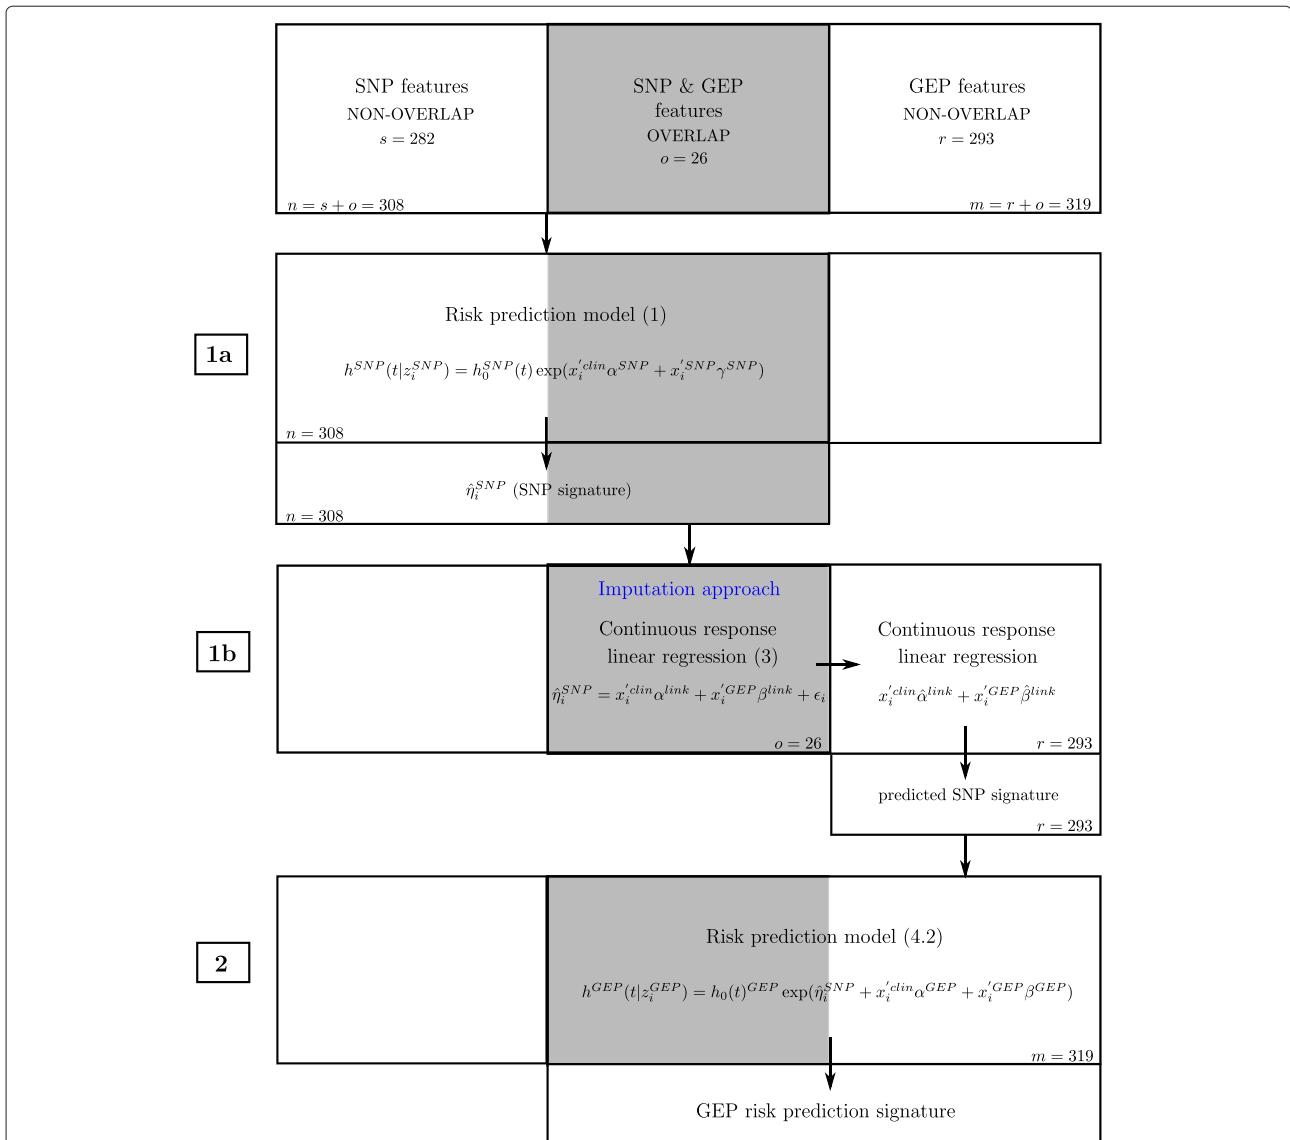 SNP features
NON-OVERLAP
s = 282
n = s + o = 308
SNP & GEP
features
OVERLAP
o = 26
GEP features
NON-OVERLAP
r = 293
m = r + o = 319
1a
Risk prediction model (1)
h^{SNP}(t|z_i^{SNP}) = h_0^{SNP}(t) exp(x_i^{'clin} α^{SNP} + x_i^{'SNP} γ^{SNP})
n = 308
η̂_i^{SNP} (SNP signature)
n = 308
1b
Imputation approach
Continuous response
linear regression (3)
η̂_i^{SNP} = x_i^{'clin} α^{link} + x_i^{'GEP} β^{link} + ϵ_i
o = 26
Continuous response
linear regression
x_i^{'clin} α̂^{link} + x_i^{'GEP} β̂^{link}
r = 293
predicted SNP signature
r = 293
2
Risk prediction model (4.2)
h^{GEP}(t|z_i^{GEP}) = h_0(t)^{GEP} exp(η̂_i^{SNP} + x_i^{'clin} α^{GEP} + x_i^{'GEP} β^{GEP})
m = 319
GEP risk prediction signature